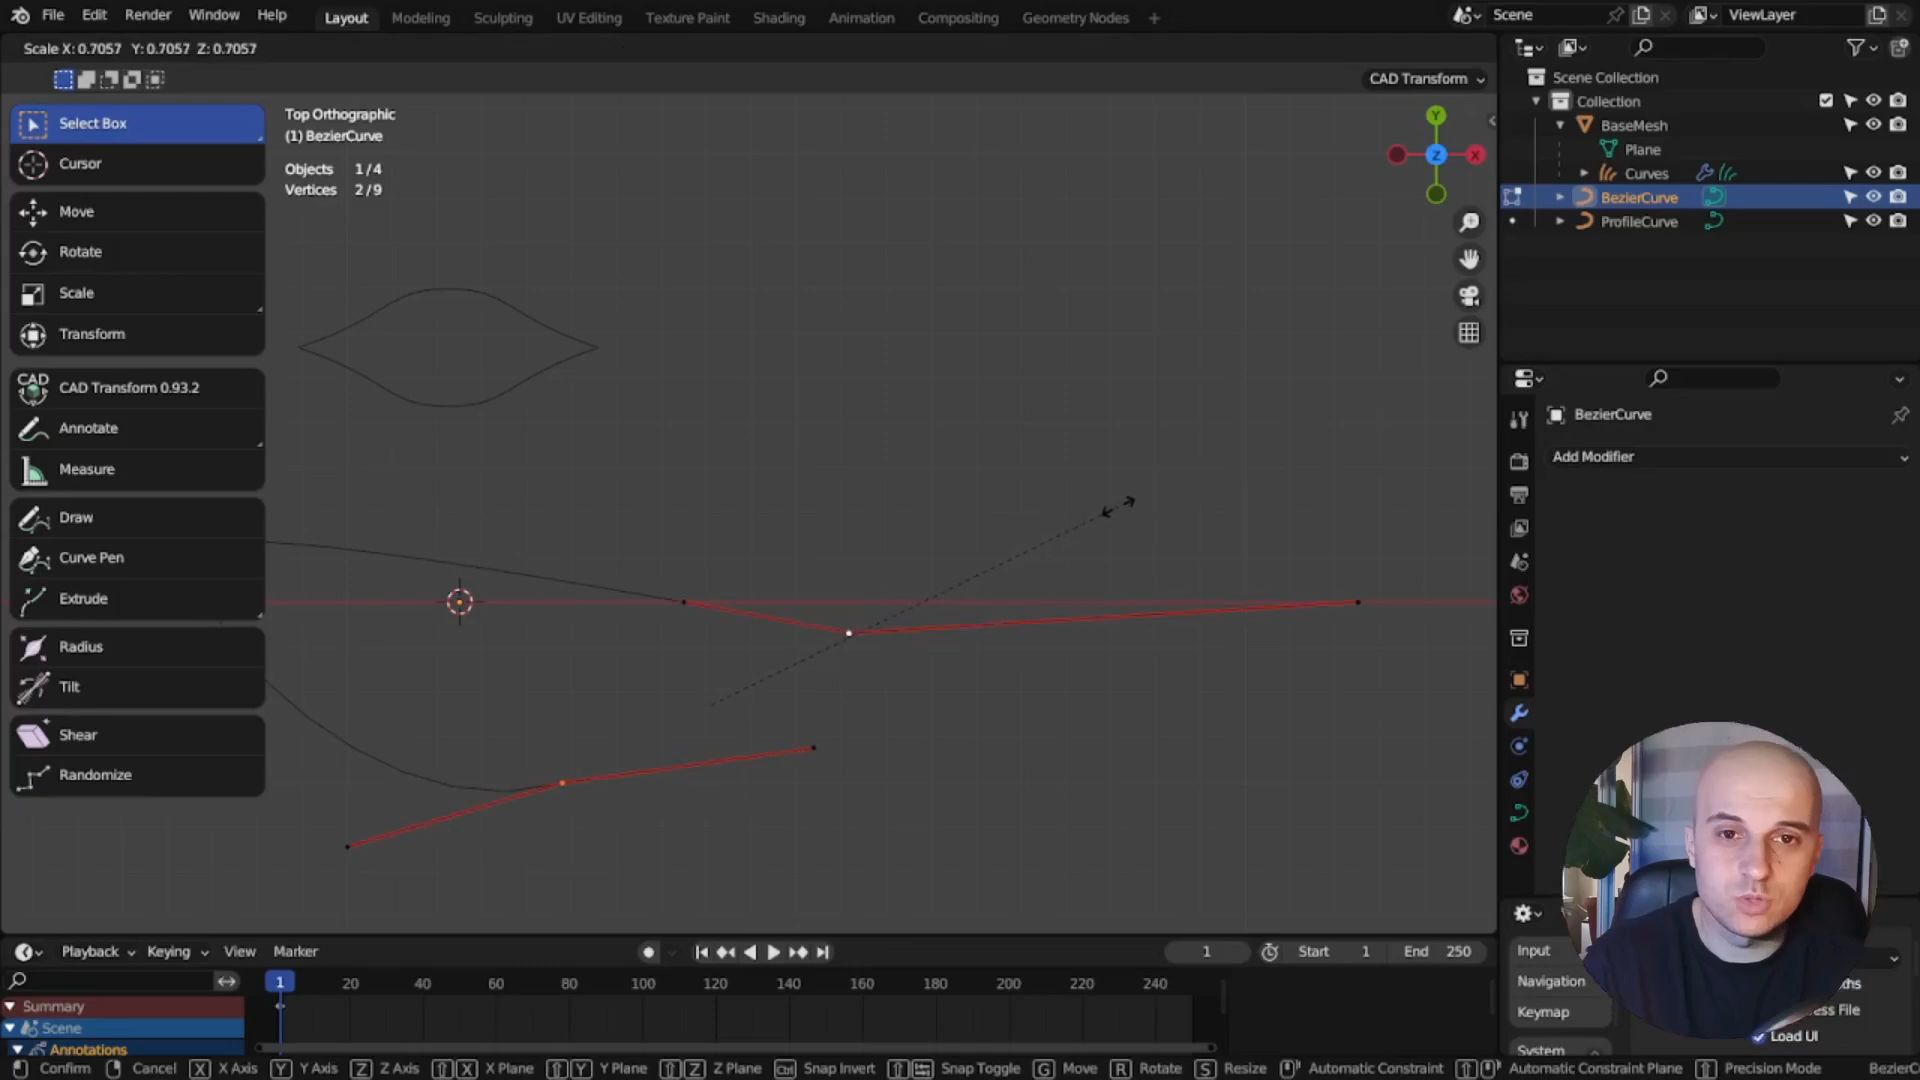 File Edit Render Window Help Layout Modeling Sculpting UV Editing Texture Paint Shading Animation Compositing Geometry Nodes + Scene ViewLayer
Scale X: 0.7057 Y: 0.7057 Z: 0.7057
CAD Transform
Select Box
Cursor
Move
Rotate
Scale
Transform
CAD
CAD Transform 0.93.2
Annotate
Measure
Draw
Curve Pen
Extrude
Radius
Tilt
Shear
Randomize
Top Orthographic
(1) BezierCurve
Objects 1/4
Vertices 2/9
Y
Z
X
Scene Collection
Collection
BaseMesh
Plane
Curves
BezierCurve
ProfileCurve
BezierCurve
Add Modifier
Input
Navigation
Keymap
System
Load UI
Playback Keying View Marker 1 Start 1 End 250
1 20 40 60 80 100 120 140 160 180 200 220 240
Summary
Scene
Annotations
Confirm Cancel X X Axis Y Y Axis Z Z Axis X X Plane Y Y Plane Z Z Plane Ctrl Snap Invert Snap Toggle G Move R Rotate S Resize Automatic Constraint Automatic Constraint Plane Precision Mode